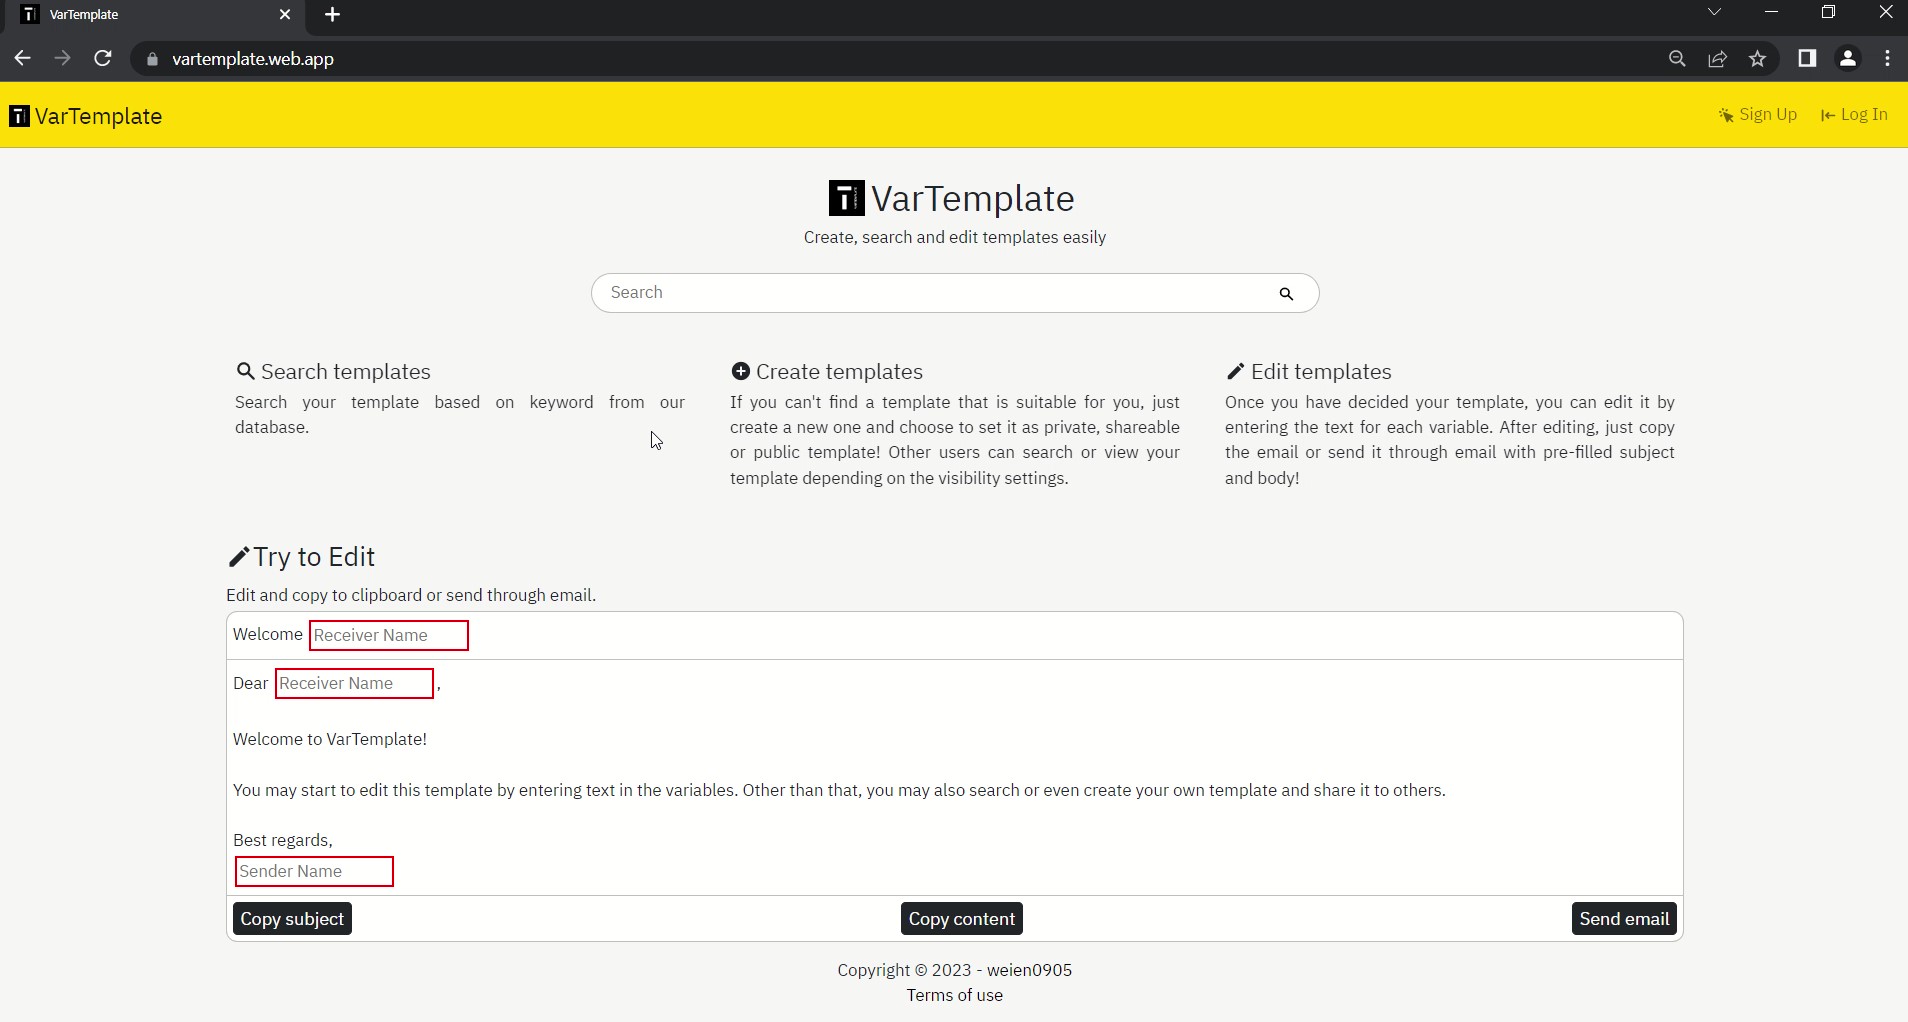 VarTemplate
vartemplate.web.app
VarTemplate
Sign Up
Log In
VarTemplate
Create, search and edit templates easily
Search
Search templates
Search your template based on keyword from our
database.
Create templates
If you can't find a template that is suitable for you, just
create a new one and choose to set it as private, shareable
or public template! Other users can search or view your
template depending on the visibility settings.
Edit templates
Once you have decided your template, you can edit it by
entering the text for each variable. After editing, just copy
the email or send it through email with pre-filled subject
and body!
Try to Edit
Edit and copy to clipboard or send through email.
Welcome Receiver Name
Dear Receiver Name ,
Welcome to VarTemplate!
You may start to edit this template by entering text in the variables. Other than that, you may also search or even create your own template and share it to others.
Best regards,
Sender Name
Copy subject
Copy content
Send email
Copyright © 2023 - weien0905
Terms of use